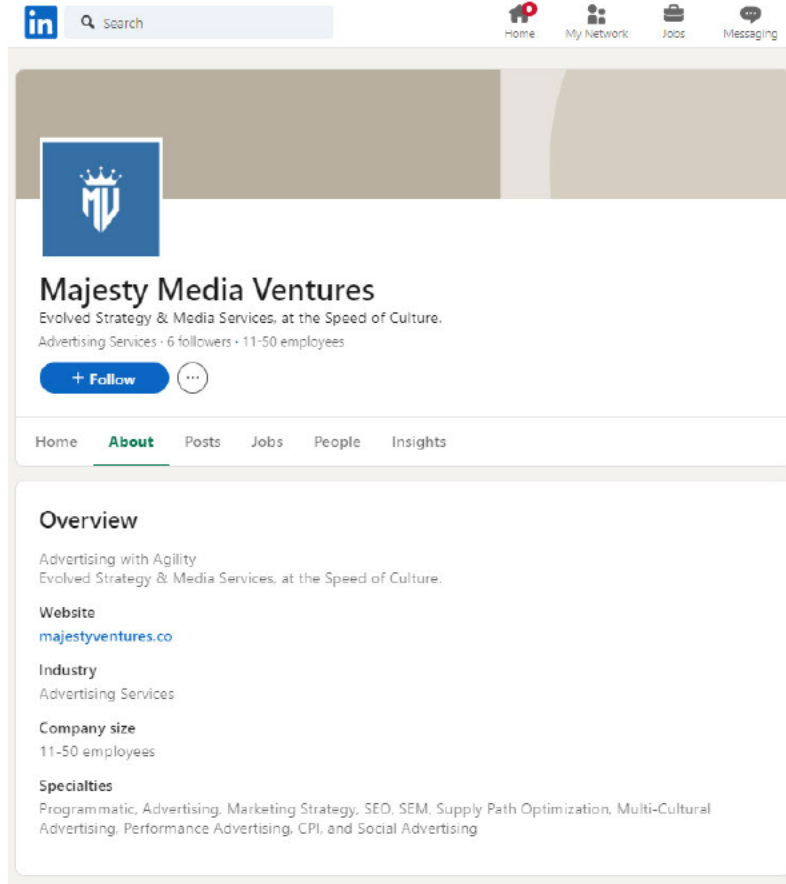 in
Search
Home
My Network
Jobs
Messaging
MV
Majesty Media Ventures
Evolved Strategy & Media Services, at the Speed of Culture.
Advertising Services · 6 followers · 11-50 employees
+ Follow
Home About Posts Jobs People Insights
Overview
Advertising with Agility
Evolved Strategy & Media Services, at the Speed of Culture.
Website
majestyventures.co
Industry
Advertising Services
Company size
11-50 employees
Specialties
Programmatic, Advertising, Marketing Strategy, SEO, SEM, Supply Path Optimization, Multi-Cultural
Advertising, Performance Advertising, CPI, and Social Advertising